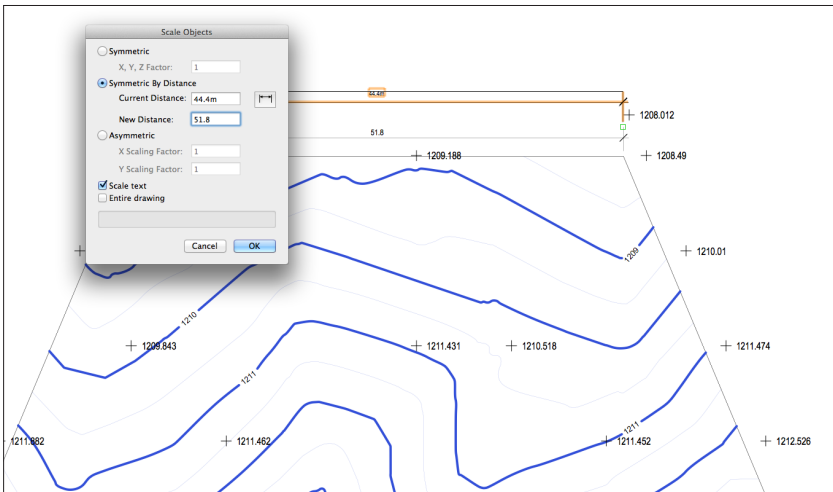 Scale Objects
Symmetric
X, Y, Z Factor: 1
Symmetric By Distance
Current Distance: 44.4m
New Distance: 51.8
Asymmetric
X Scaling Factor: 1
Y Scaling Factor: 1
Scale text
Entire drawing
Cancel OK
44.4m
1208.012
51.8
1209.188
1208.49
1209
1210.01
1210
1209.843
1211.431
1210.518
1211.474
1211
1211
1211.882
1211.462
1211.452
1212.526